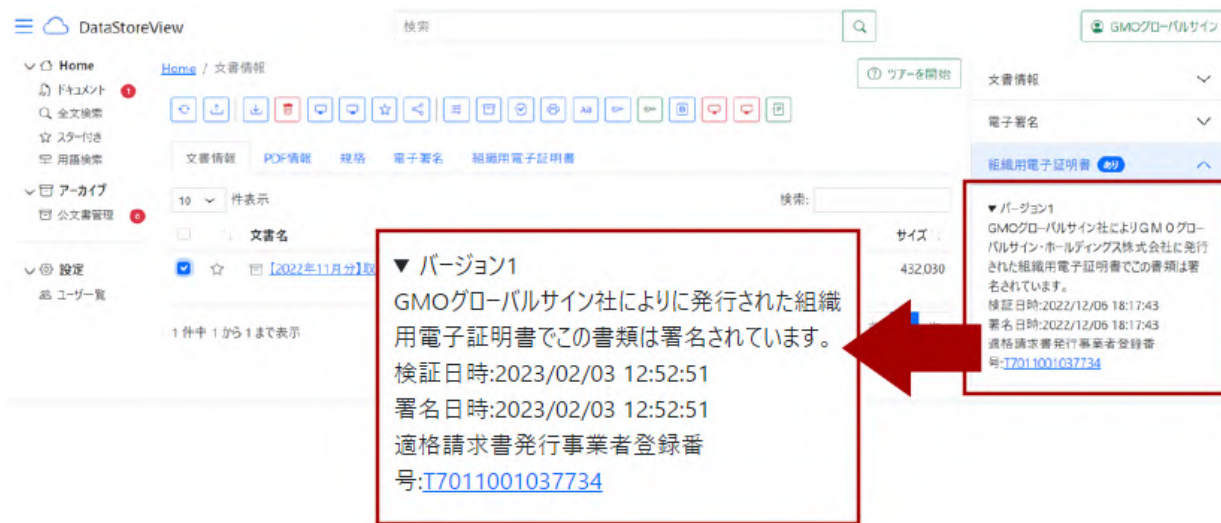 DataStoreView
検索
GMOグローバルサイン
Home
ドキュメント 1
全文検索
スター付き
用語検索
アーカイブ
公文書管理 6
設定
ユーザ一覧
Home / 文書情報
ツアーを開始
文書情報 PDF情報 規格 電子署名 組織用電子証明書
10 件表示
検索:
文書名 サイズ
【2022年11月分】取 432,030
1 件中 1 から 1 まで表示
▼ バージョン1
GMOグローバルサイン社によりに発行された組織
用電子証明書でこの書類は署名されています。
検証日時:2023/02/03 12:52:51
署名日時:2023/02/03 12:52:51
適格請求書発行事業者登録番
号:T7011001037734
文書情報
電子署名
組織用電子証明書 あり
▼ バージョン1
GMOグローバルサイン社によりGMOグロー
バルサイン・ホールディングス株式会社に発行
された組織用電子証明書でこの書類は署
名されています。
検証日時:2022/12/06 18:17:43
署名日時:2022/12/06 18:17:43
適格請求書発行事業者登録番
号:T7011001037734